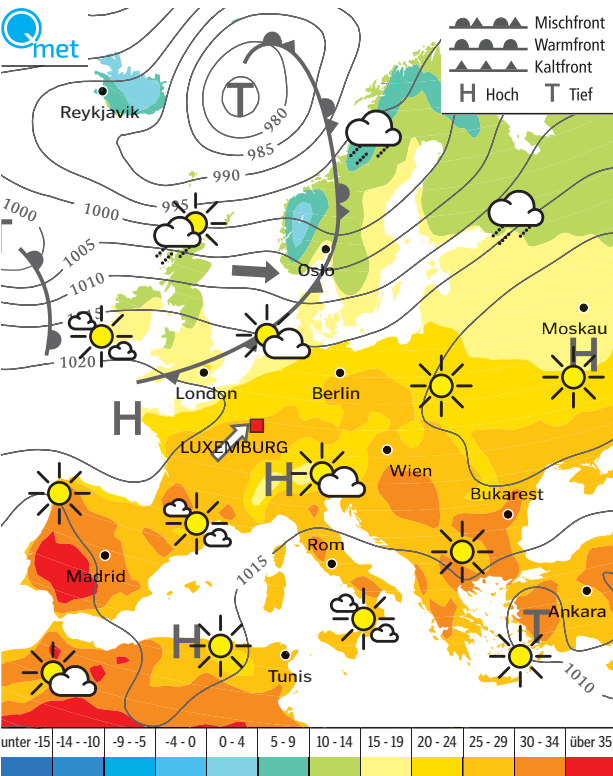 Qmet
Mischfront
Warmfront
Kaltfront
H Hoch T Tief
Reykjavik
T
980
985
990
995
1000
1000
1005
1010
1015
1020
Oslo
Moskau
H
London
Berlin
H
LUXEMBURG
H
Wien
Bukarest
Madrid
Rom
1015
Ankara
T
H
Tunis
1010
unter -15 -14 - -10 -9 - -5 -4 - 0 0 - 4 5 - 9 10 - 14 15 - 19 20 - 24 25 - 29 30 - 34 über 35